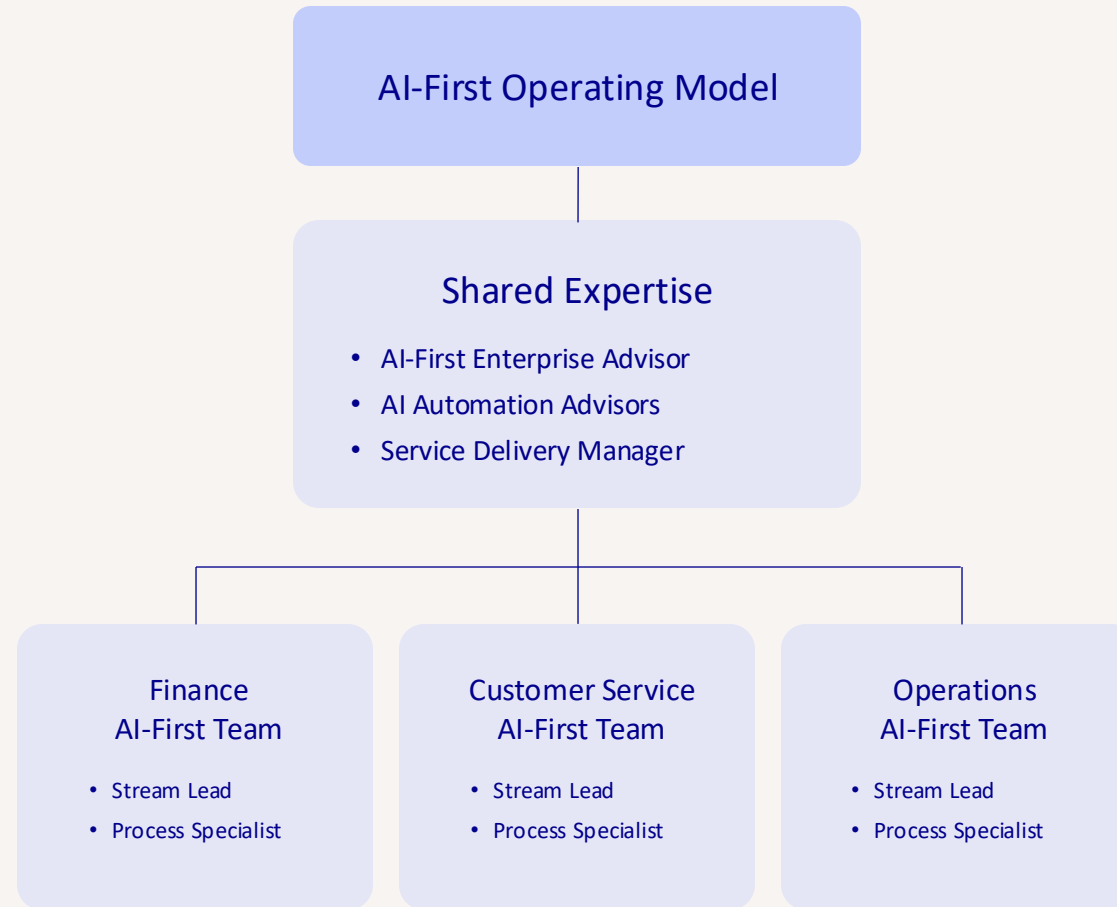 AI-First Operating Model
Shared Expertise
• AI-First Enterprise Advisor
• AI Automation Advisors
• Service Delivery Manager
Finance
AI-First Team
• Stream Lead
• Process Specialist
Customer Service
AI-First Team
• Stream Lead
• Process Specialist
Operations
AI-First Team
• Stream Lead
• Process Specialist